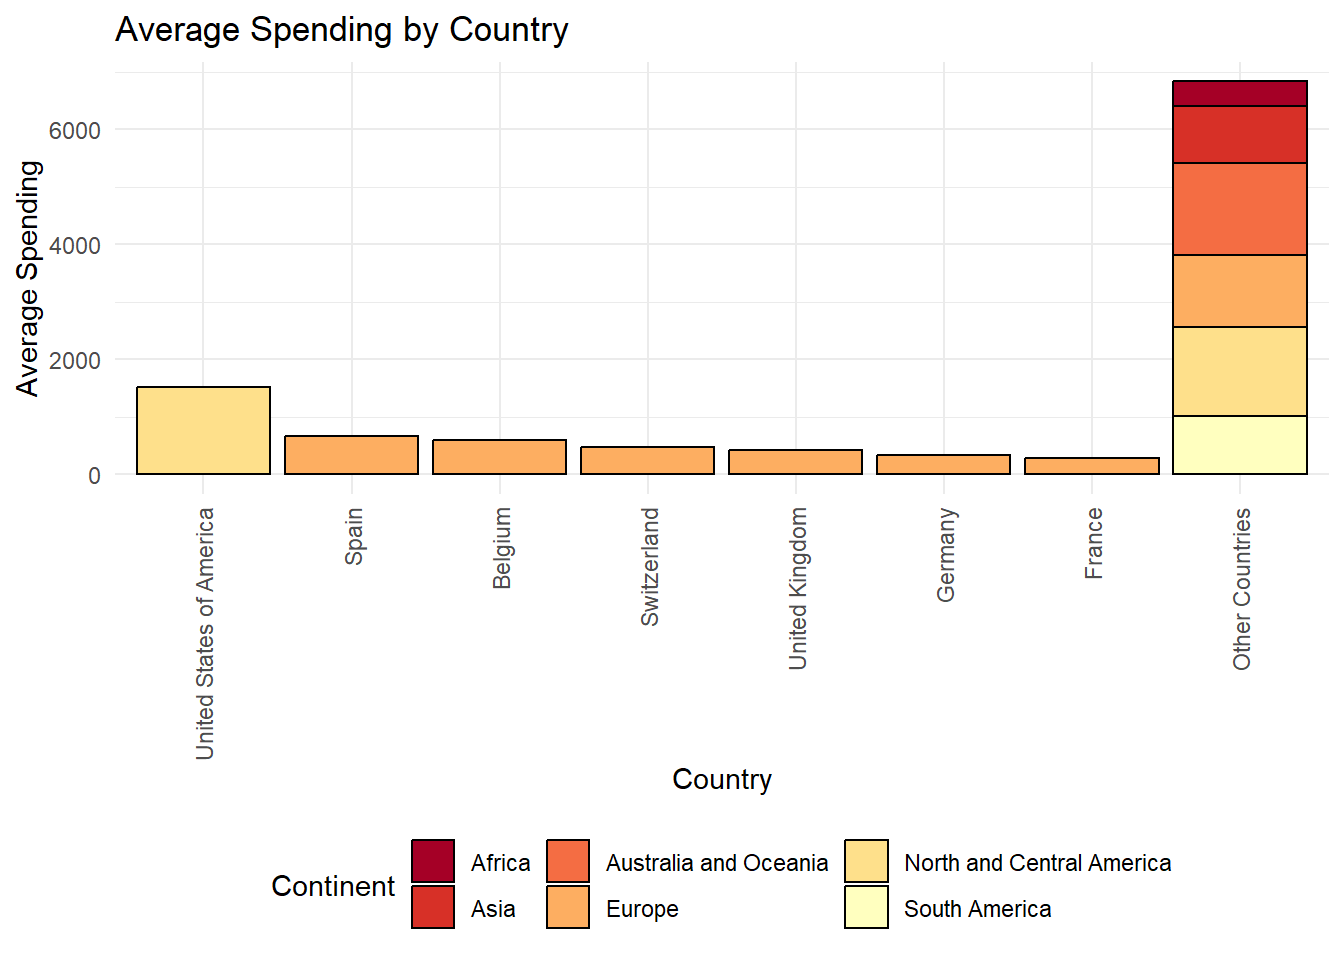 Average Spending by Country
Average Spending
6000
4000
2000
0
United States of America
Spain
Belgium
Switzerland
United Kingdom
Germany
France
Other Countries
Country
Continent
Africa
Australia and Oceania
North and Central America
Asia
Europe
South America